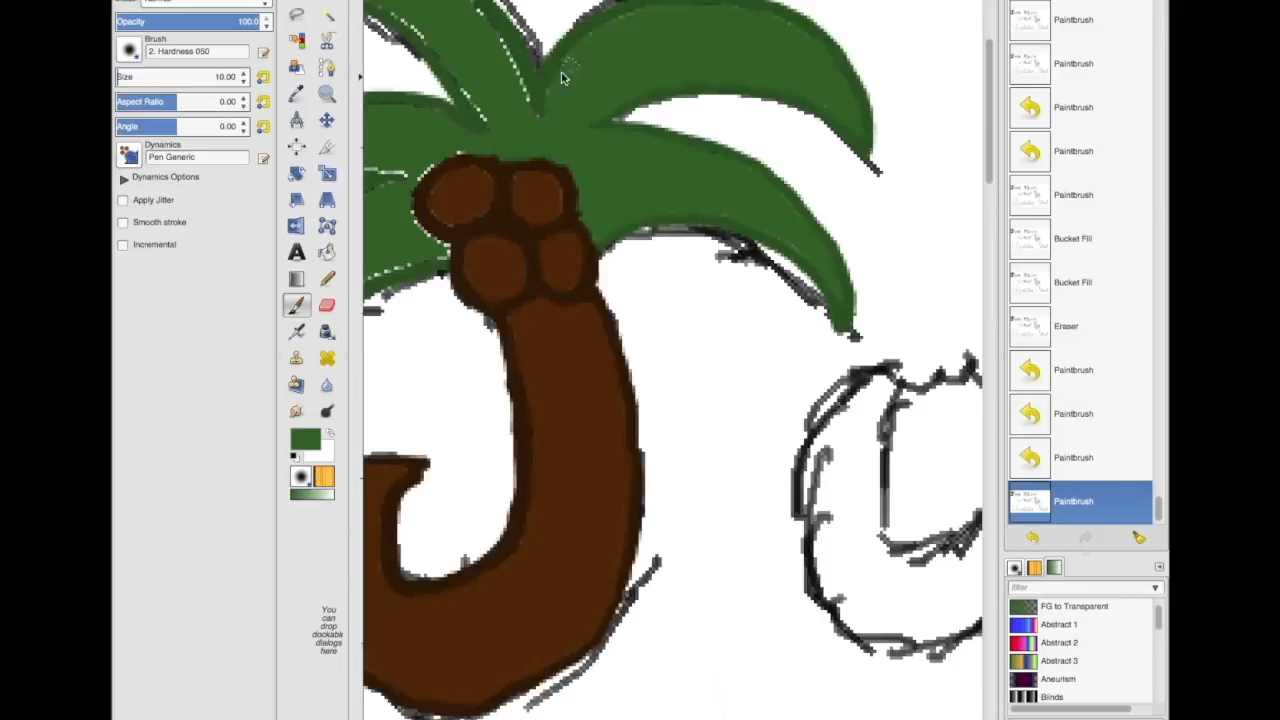 Opacity 100.0
Brush
2. Hardness 050
Size 10.00
Aspect Ratio 0.00
Angle 0.00
Dynamics
Pen Generic
Dynamics Options
Apply Jitter
Smooth stroke
Incremental
You
can
drop
dockabl
dialogs
here
Paintbrush
Paintbrush
Paintbrush
Paintbrush
Paintbrush
Bucket Fill
Bucket Fill
Eraser
Paintbrush
Paintbrush
Paintbrush
Paintbrush
filter
FG to Transparent
Abstract 1
Abstract 2
Abstract 3
Aneurism
Blinds